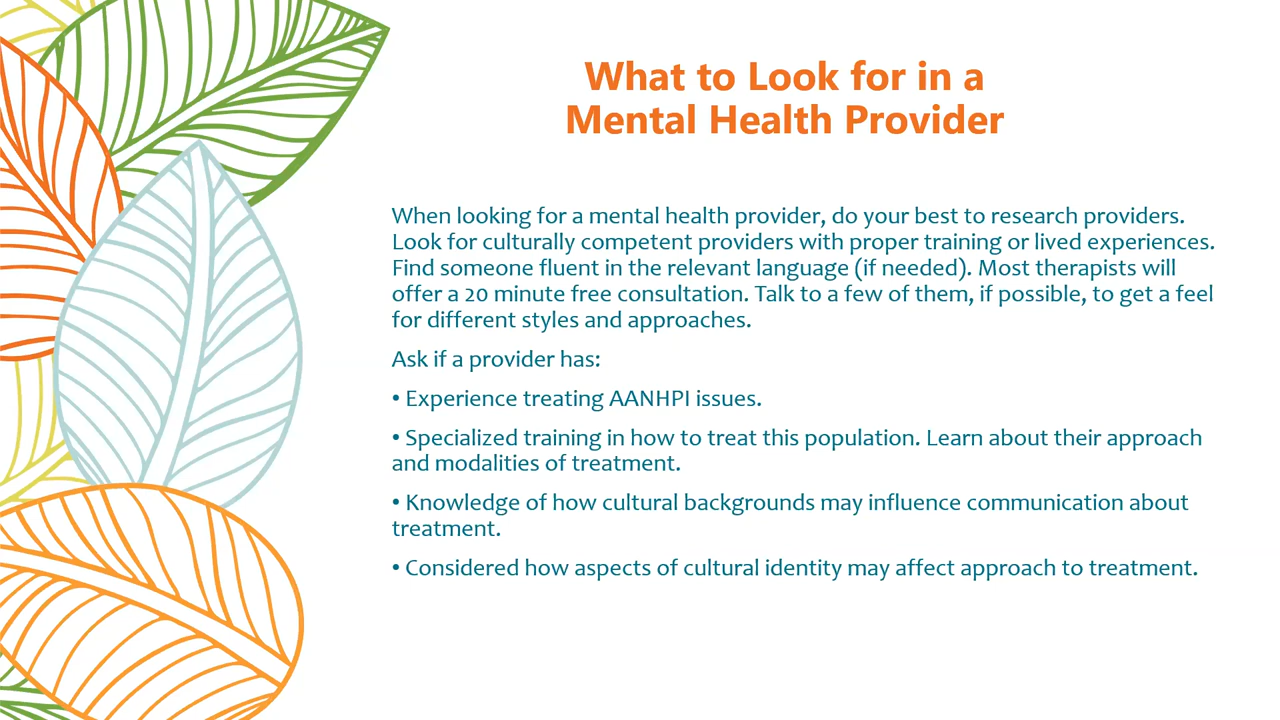 What to Look for in a
Mental Health Provider
When looking for a mental health provider, do your best to research providers.
Look for culturally competent providers with proper training or lived experiences.
Find someone fluent in the relevant language (if needed). Most therapists will
offer a 20 minute free consultation. Talk to a few of them, if possible, to get a feel
for different styles and approaches.
Ask if a provider has:
• Experience treating AANHPI issues.
• Specialized training in how to treat this population. Learn about their approach
and modalities of treatment.
• Knowledge of how cultural backgrounds may influence communication about
treatment.
• Considered how aspects of cultural identity may affect approach to treatment.